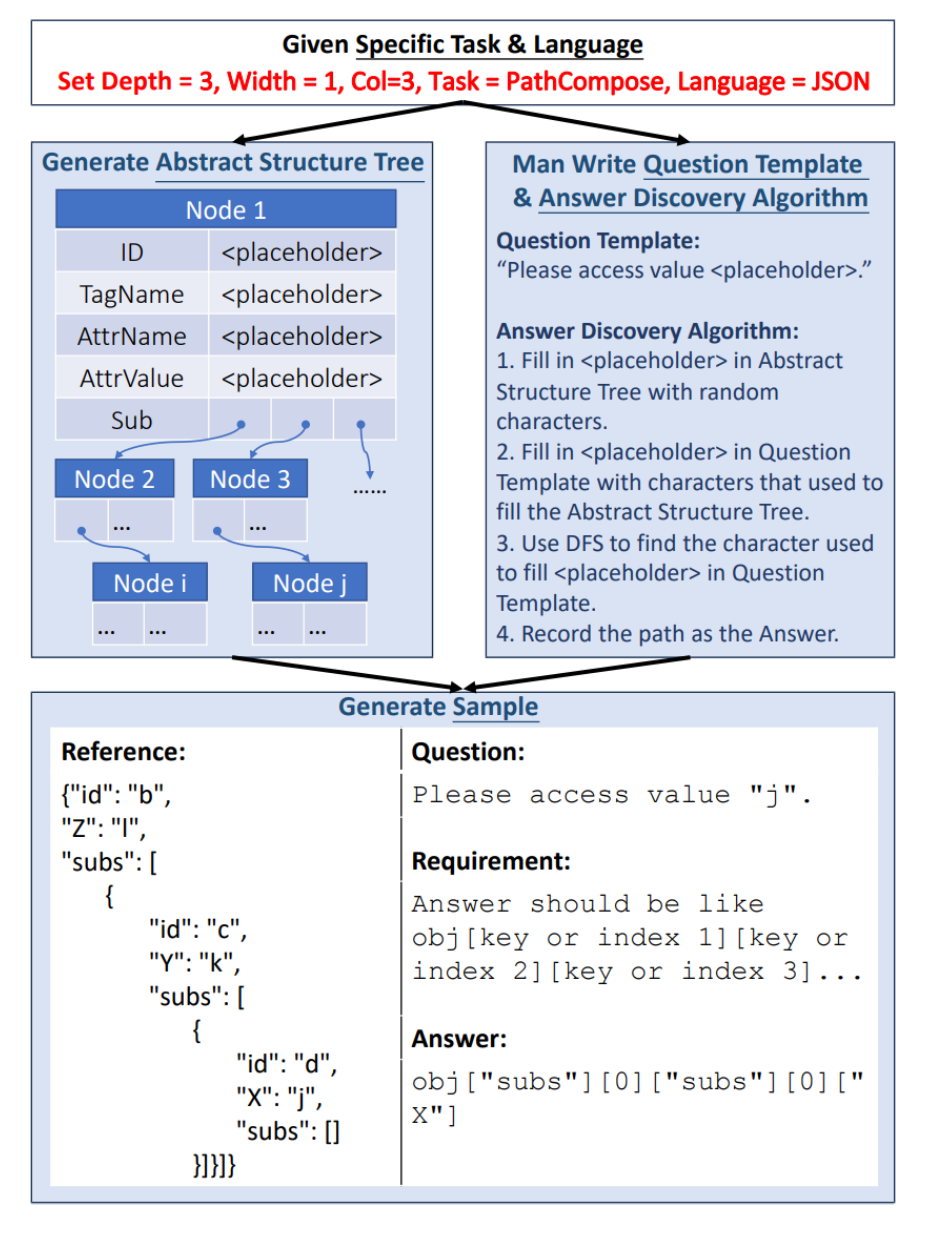 Given Specific Task & Language
Set Depth = 3, Width = 1, Col=3, Task = PathCompose, Language = JSON
Generate Abstract Structure Tree
Node 1
ID <placeholder>
TagName <placeholder>
AttrName <placeholder>
AttrValue <placeholder>
Sub
Node 2 Node 3 ......
... ...
Node i Node j
... ... ... ...
Man Write Question Template
& Answer Discovery Algorithm
Question Template:
“Please access value <placeholder>.”
Answer Discovery Algorithm:
1. Fill in <placeholder> in Abstract
Structure Tree with random
characters.
2. Fill in <placeholder> in Question
Template with characters that used to
fill the Abstract Structure Tree.
3. Use DFS to find the character used
to fill <placeholder> in Question
Template.
4. Record the path as the Answer.
Generate Sample
Reference:
{"id": "b",
"Z": "l",
"subs": [
{
"id": "c",
"Y": "k",
"subs": [
{
"id": "d",
"X": "j",
"subs": []
}]}]}
Question:
Please access value "j".
Requirement:
Answer should be like
obj[key or index 1][key or
index 2][key or index 3]...
Answer:
obj["subs"][0]["subs"][0]["
X"]